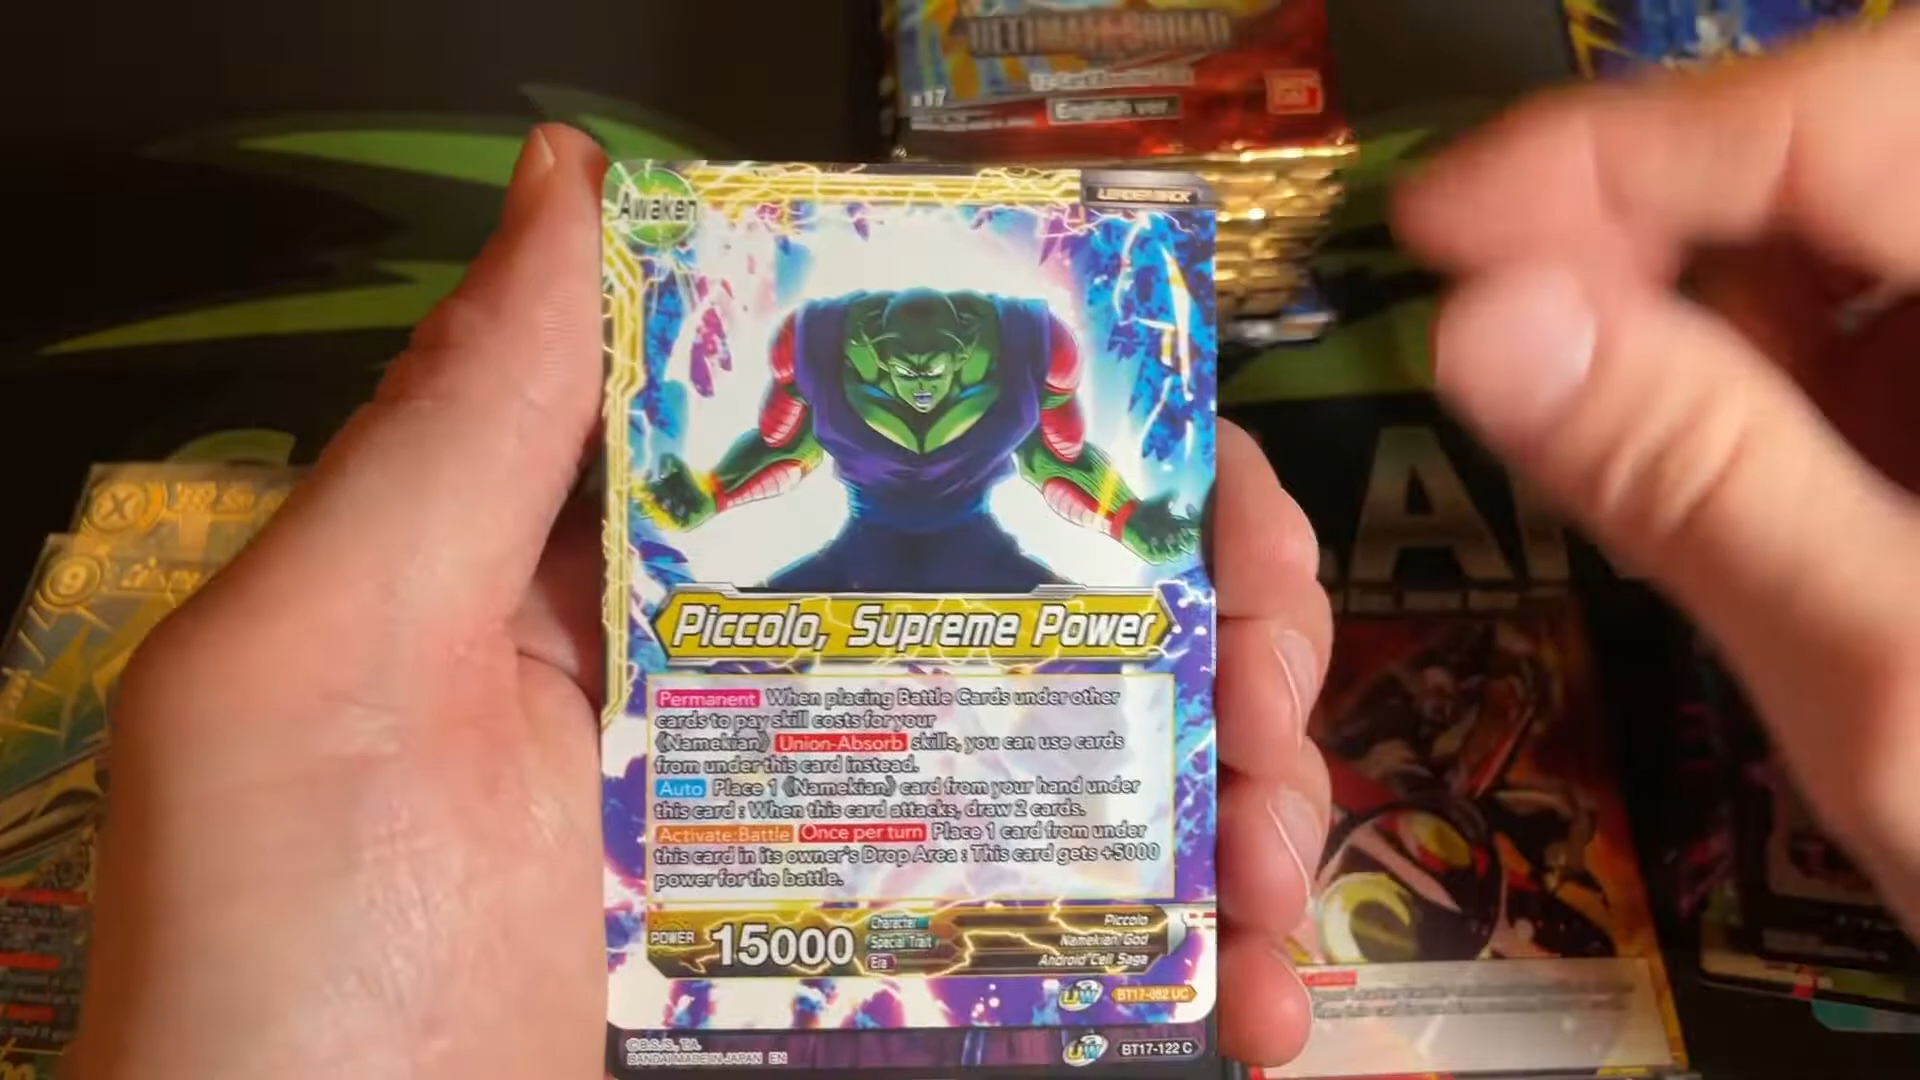 ULTIMATE SQUAD
English ver.
Awaken
LEADER/BACK
Piccolo, Supreme Power
Permanent When placing Battle Cards under other
cards to pay skill costs for your
《Namekian》 Union-Absorb skills, you can use cards
from under this card instead.
Auto Place 1 《Namekian》 card from your hand under
this card : When this card attacks, draw 2 cards.
Activate:Battle Once per turn Place 1 card from under
this card in its owner's Drop Area : This card gets +5000
power for the battle.
POWER 15000
Character Piccolo
Special Trait Namekian/God
Era Android/Cell Saga
UW BT17-082 UC
©B.S./S., T.A.
BANDAI MADE IN JAPAN EN
UW BT17-122 C